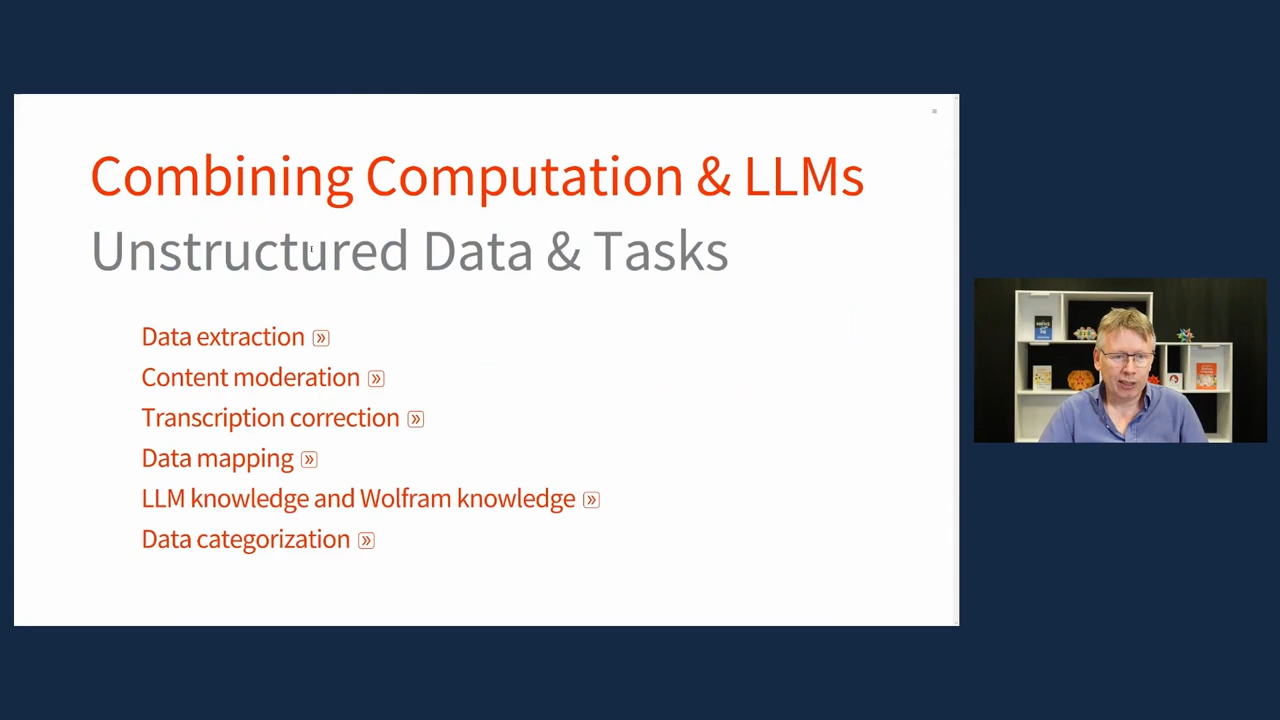 Combining Computation & LLMs
Unstructured Data & Tasks
Data extraction »
Content moderation »
Transcription correction »
Data mapping »
LLM knowledge and Wolfram knowledge »
Data categorization »